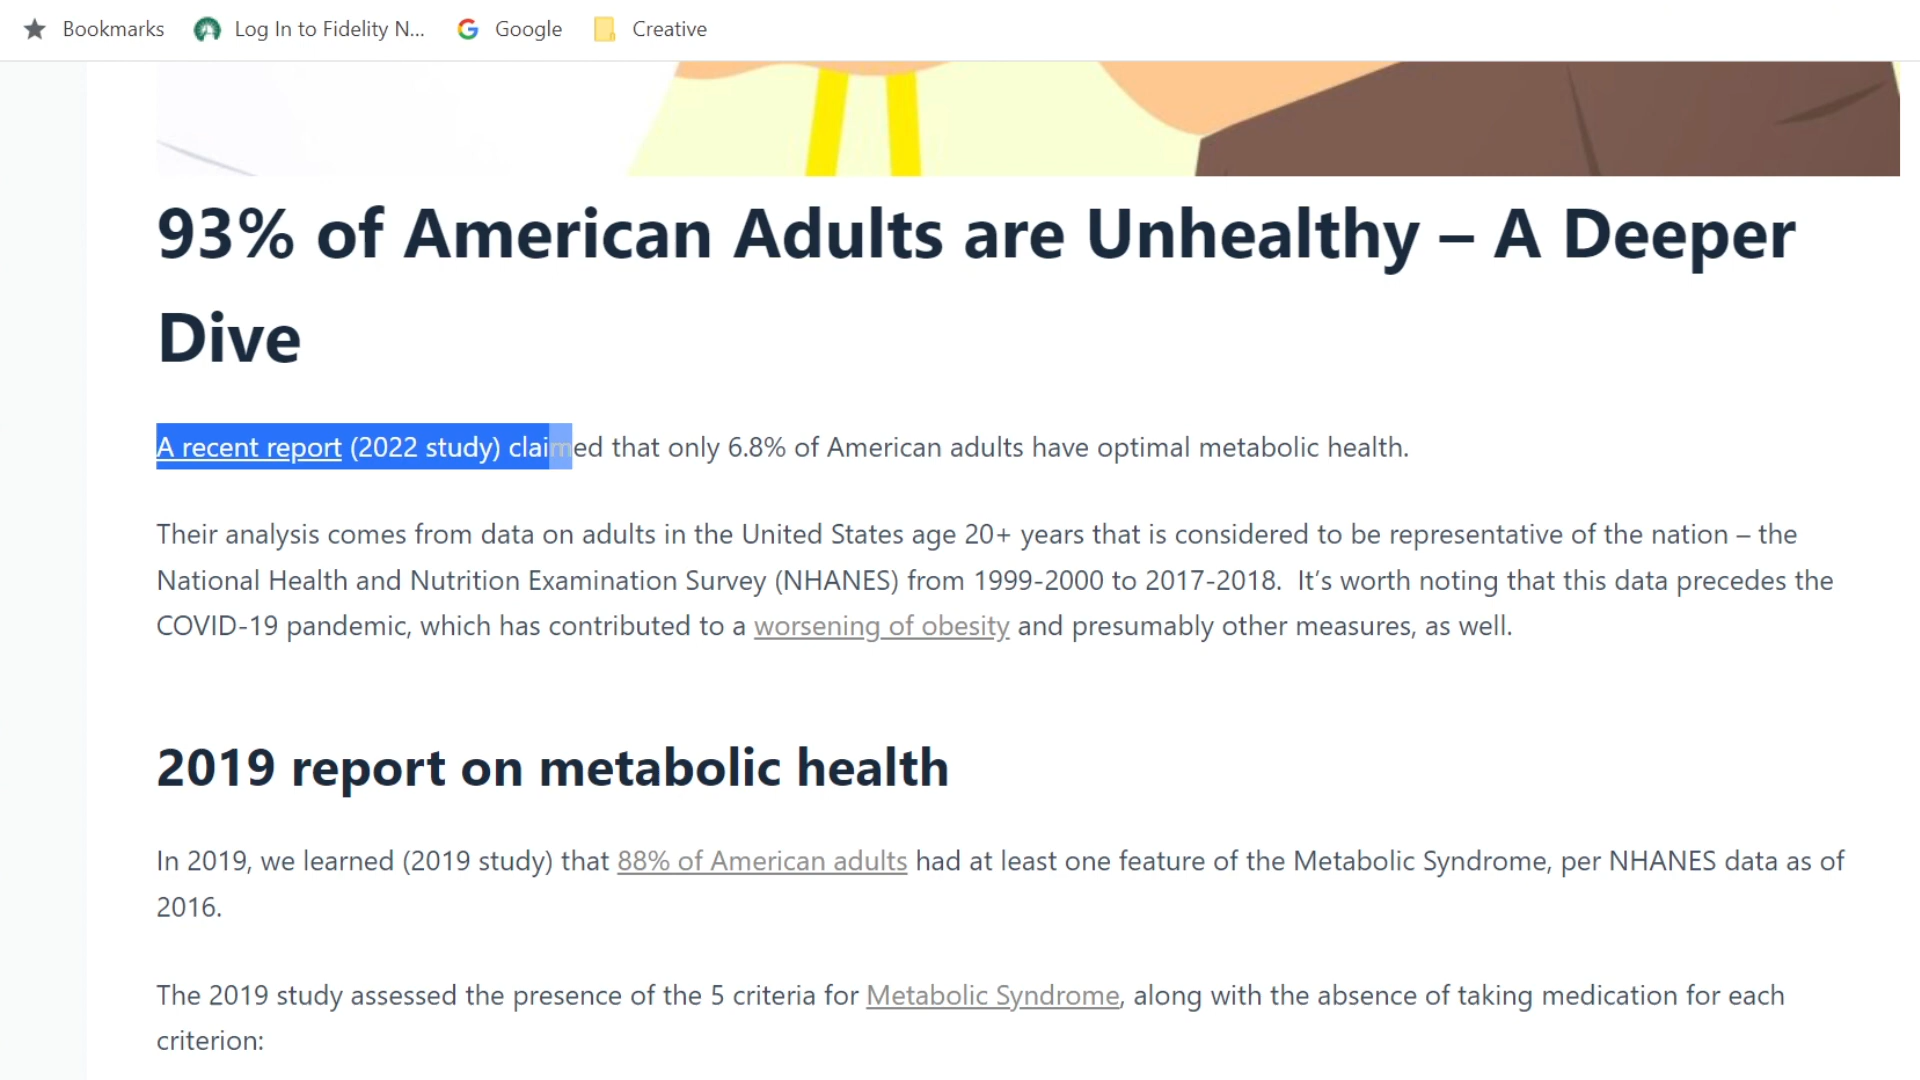 Bookmarks Log In to Fidelity N... Google Creative
93% of American Adults are Unhealthy – A Deeper
Dive
A recent report (2022 study) claimed that only 6.8% of American adults have optimal metabolic health.
Their analysis comes from data on adults in the United States age 20+ years that is considered to be representative of the nation – the
National Health and Nutrition Examination Survey (NHANES) from 1999-2000 to 2017-2018.  It’s worth noting that this data precedes the
COVID-19 pandemic, which has contributed to a worsening of obesity and presumably other measures, as well.
2019 report on metabolic health
In 2019, we learned (2019 study) that 88% of American adults had at least one feature of the Metabolic Syndrome, per NHANES data as of
2016.
The 2019 study assessed the presence of the 5 criteria for Metabolic Syndrome, along with the absence of taking medication for each
criterion: